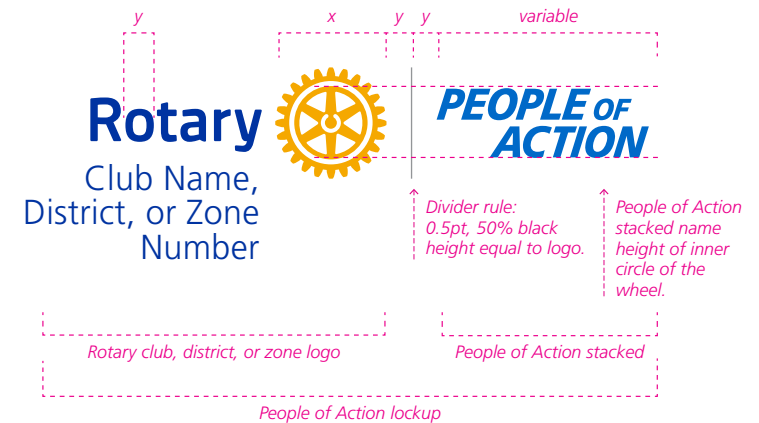 y
x
y
y
variable
Rotary
Club Name,
District, or Zone
Number
PEOPLE OF
ACTION
Divider rule:
0.5pt, 50% black
height equal to logo.
People of Action
stacked name
height of inner
circle of the
wheel.
Rotary club, district, or zone logo
People of Action stacked
People of Action lockup